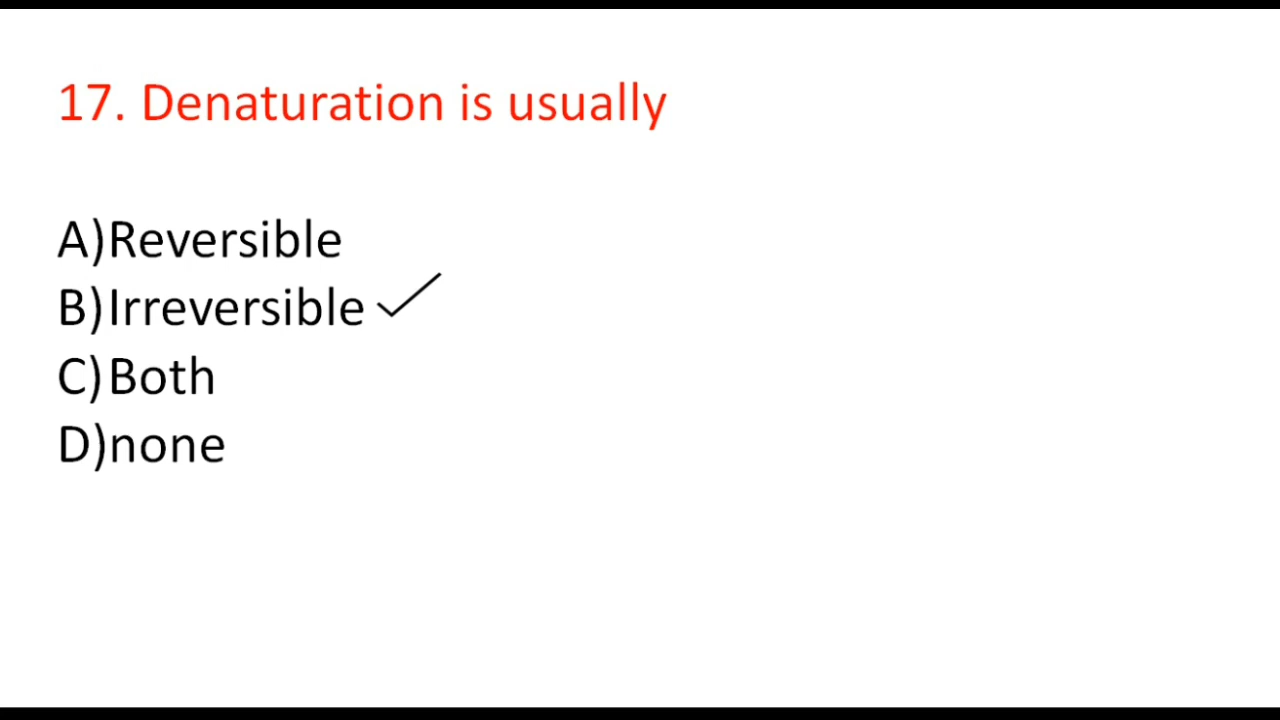 17. Denaturation is usually
A)Reversible
B)Irreversible
C)Both
D)none